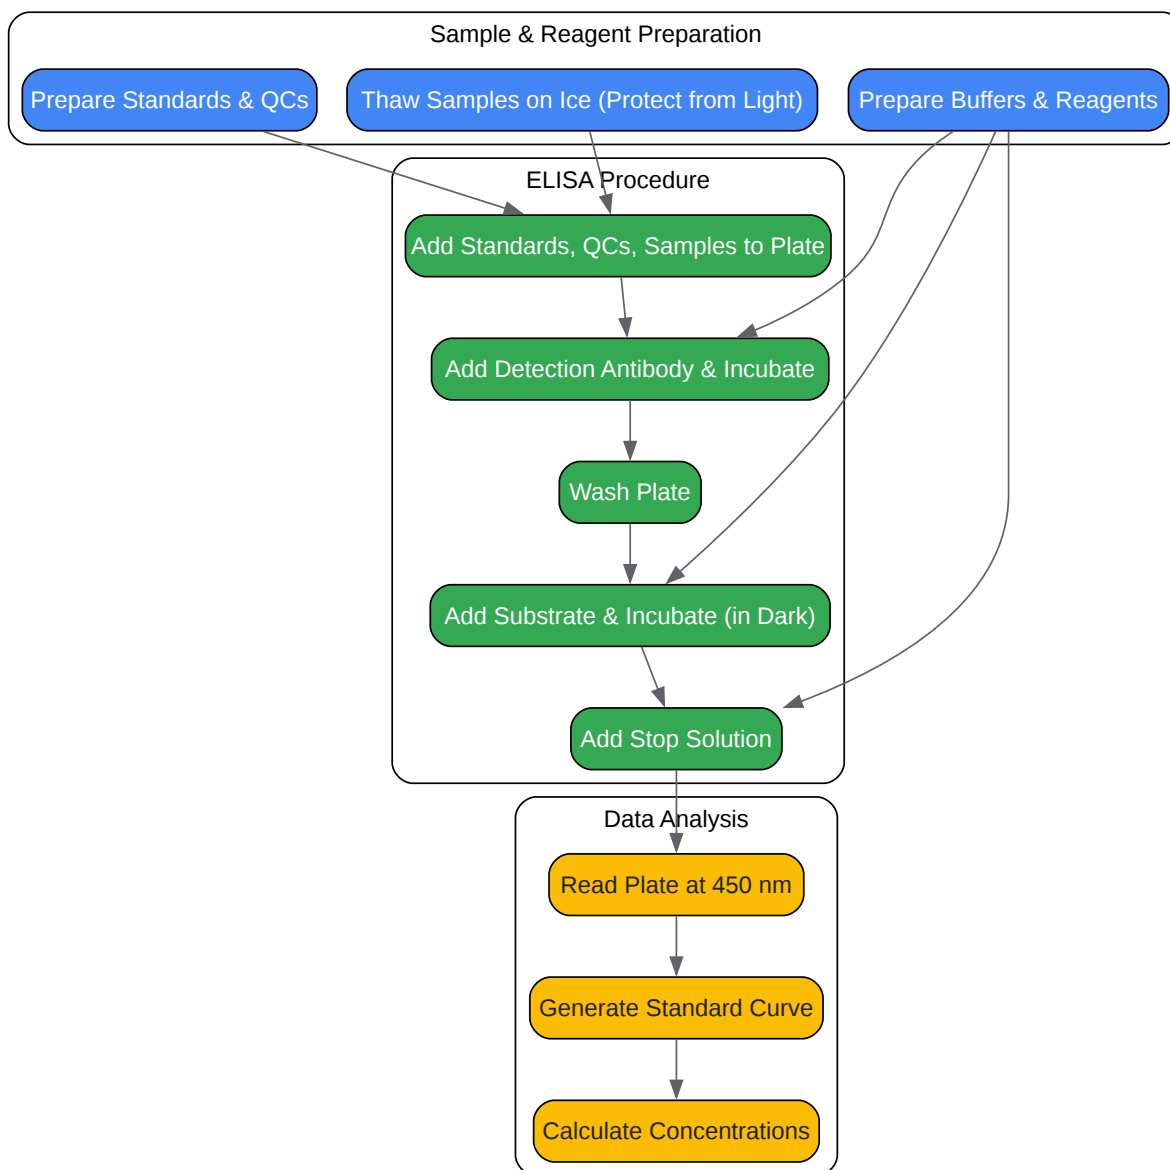 Sample & Reagent Preparation
Prepare Standards & QCs
Thaw Samples on Ice (Protect from Light)
Prepare Buffers & Reagents
ELISA Procedure
Add Standards, QCs, Samples to Plate
Add Detection Antibody & Incubate
Wash Plate
Add Substrate & Incubate (in Dark)
Add Stop Solution
Data Analysis
Read Plate at 450 nm
Generate Standard Curve
Calculate Concentrations